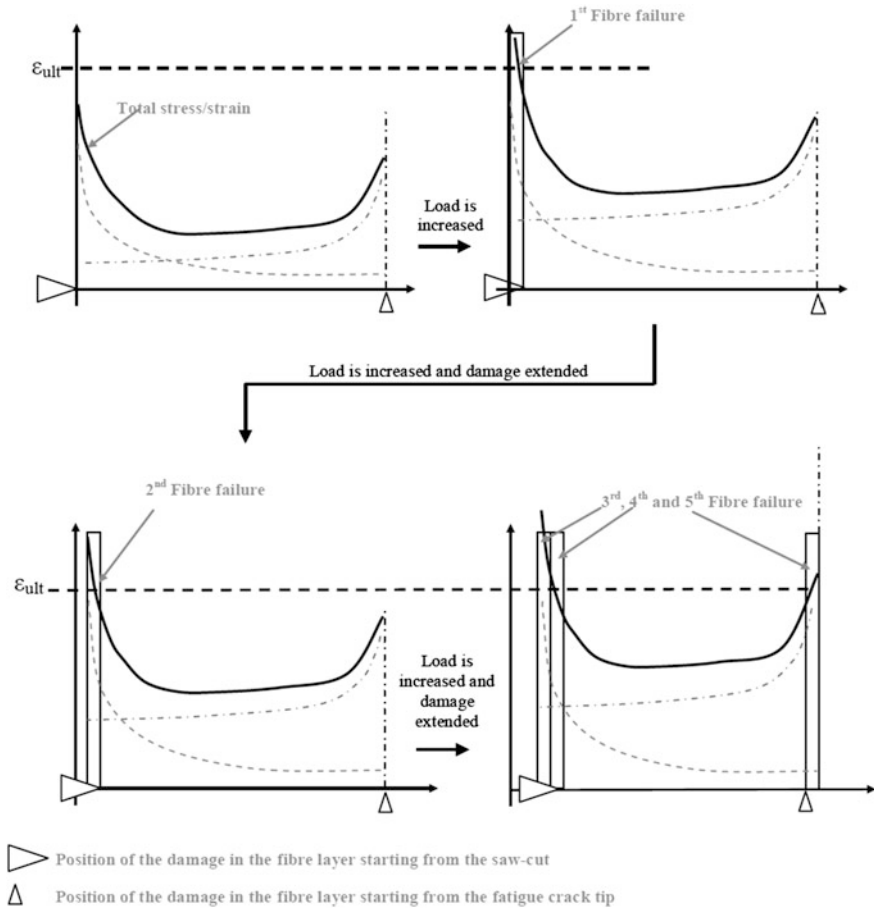 1st Fibre failure
εult
Total stress/strain
Load is
increased
Load is increased and damage extended
2nd Fibre failure
3rd, 4th and 5th Fibre failure
εult
Load is
increased and
damage
extended
Position of the damage in the fibre layer starting from the saw-cut
Position of the damage in the fibre layer starting from the fatigue crack tip